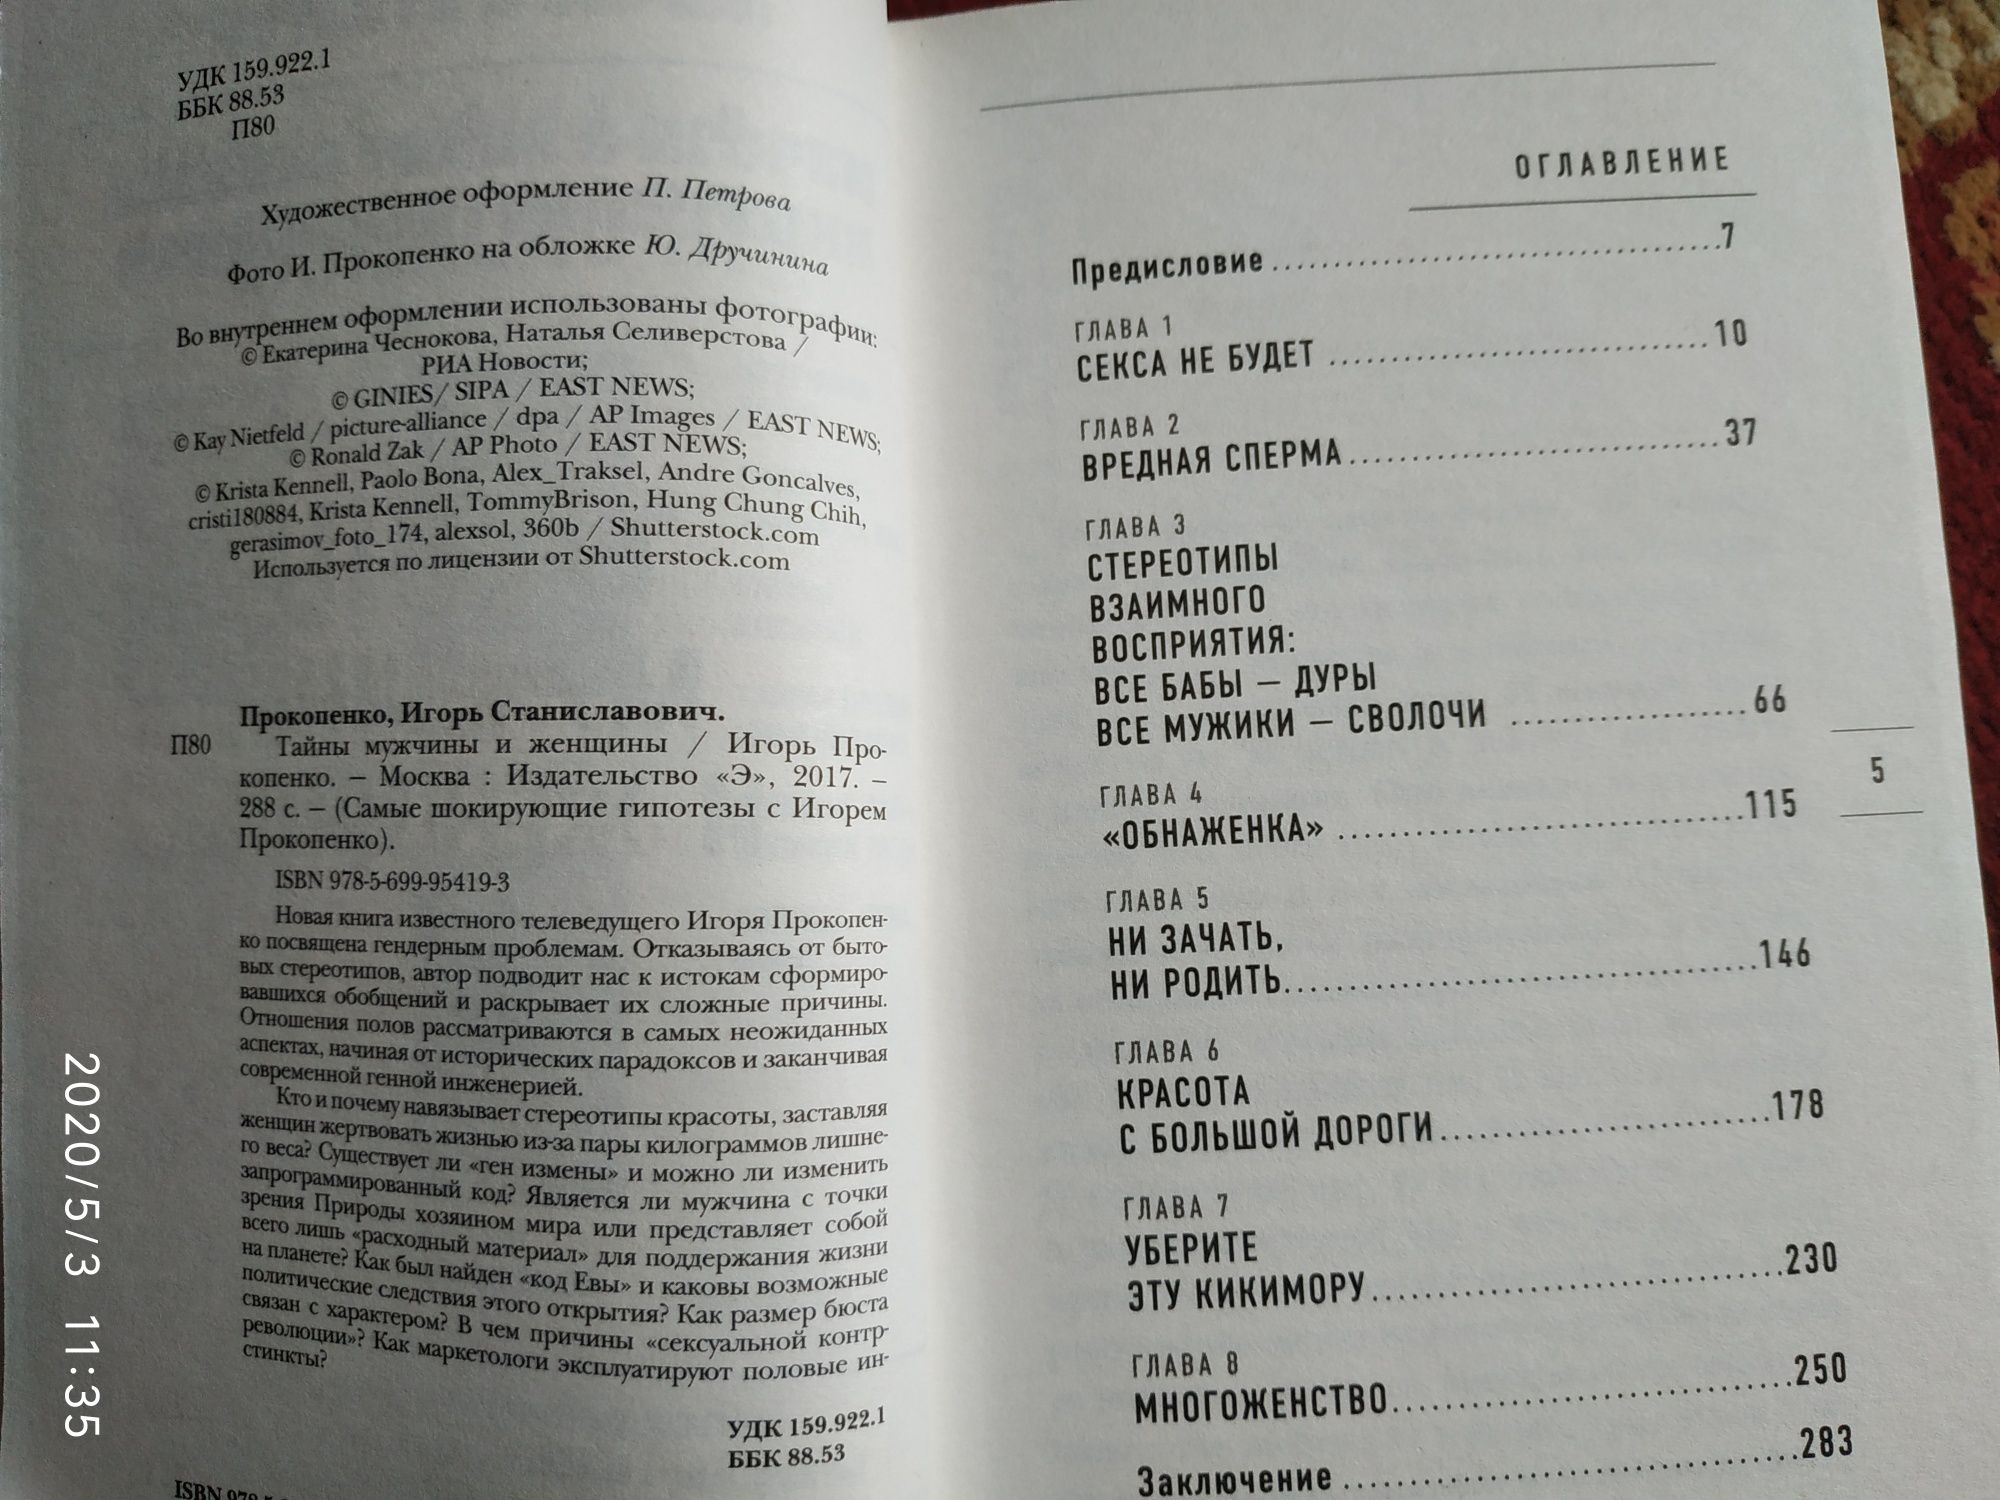 УДК 159.922.1
ББК 88.53
П80
Художественное оформление П. Петрова
Фото И. Прокопенко на обложке Ю. Дручинина
Во внутреннем оформлении использованы фотографии:
© Екатерина Чеснокова, Наталья Селиверстова /
РИА Новости;
© GINIES/ SIPA / EAST NEWS;
© Kay Nietfeld / picture-alliance / dpa / AP Images / EAST NEWS;
© Ronald Zak / AP Photo / EAST NEWS;
© Krista Kennell, Paolo Bona, Alex_Traksel, Andre Goncalves,
cristi180884, Krista Kennell, TommyBrison, Hung Chung Chih,
gerasimov_foto_174, alexsol, 360b / Shutterstock.com
Используется по лицензии от Shutterstock.com
Прокопенко, Игорь Станиславович.
П80 Тайны мужчины и женщины / Игорь Про-
копенко. – Москва : Издательство «Э», 2017. –
288 с. – (Самые шокирующие гипотезы с Игорем
Прокопенко).
ISBN 978-5-699-95419-3
Новая книга известного телеведущего Игоря Прокопен-
ко посвящена гендерным проблемам. Отказываясь от быто-
вых стереотипов, автор подводит нас к истокам сформиро-
вавшихся обобщений и раскрывает их сложные причины.
Отношения полов рассматриваются в самых неожиданных
аспектах, начиная от исторических парадоксов и заканчивая
современной генной инженерией.
Кто и почему навязывает стереотипы красоты, заставляя
женщин жертвовать жизнью из-за пары килограммов лишне-
го веса? Существует ли «ген измены» и можно ли изменить
запрограммированный код? Является ли мужчина с точки
зрения Природы хозяином мира или представляет собой
всего лишь «расходный материал» для поддержания жизни
на планете? Как был найден «код Евы» и каковы возможные
политические следствия этого открытия? Как размер бюста
связан с характером? В чем причины «сексуальной контр-
революции»? Как маркетологи эксплуатируют половые ин-
стинкты?
УДК 159.922.1
ББК 88.53
2020/5/3 11:35
ОГЛАВЛЕНИЕ
Предисловие ........ 7
ГЛАВА 1
СЕКСА НЕ БУДЕТ ........ 10
ГЛАВА 2
ВРЕДНАЯ СПЕРМА ........ 37
ГЛАВА 3
СТЕРЕОТИПЫ
ВЗАИМНОГО
ВОСПРИЯТИЯ:
ВСЕ БАБЫ – ДУРЫ
ВСЕ МУЖИКИ – СВОЛОЧИ ........ 66
5
ГЛАВА 4
«ОБНАЖЕНКА» ........ 115
ГЛАВА 5
НИ ЗАЧАТЬ,
НИ РОДИТЬ ........ 146
ГЛАВА 6
КРАСОТА
С БОЛЬШОЙ ДОРОГИ ........ 178
ГЛАВА 7
УБЕРИТЕ
ЭТУ КИКИМОРУ ........ 230
ГЛАВА 8
МНОГОЖЕНСТВО ........ 250
Заключение ........ 283